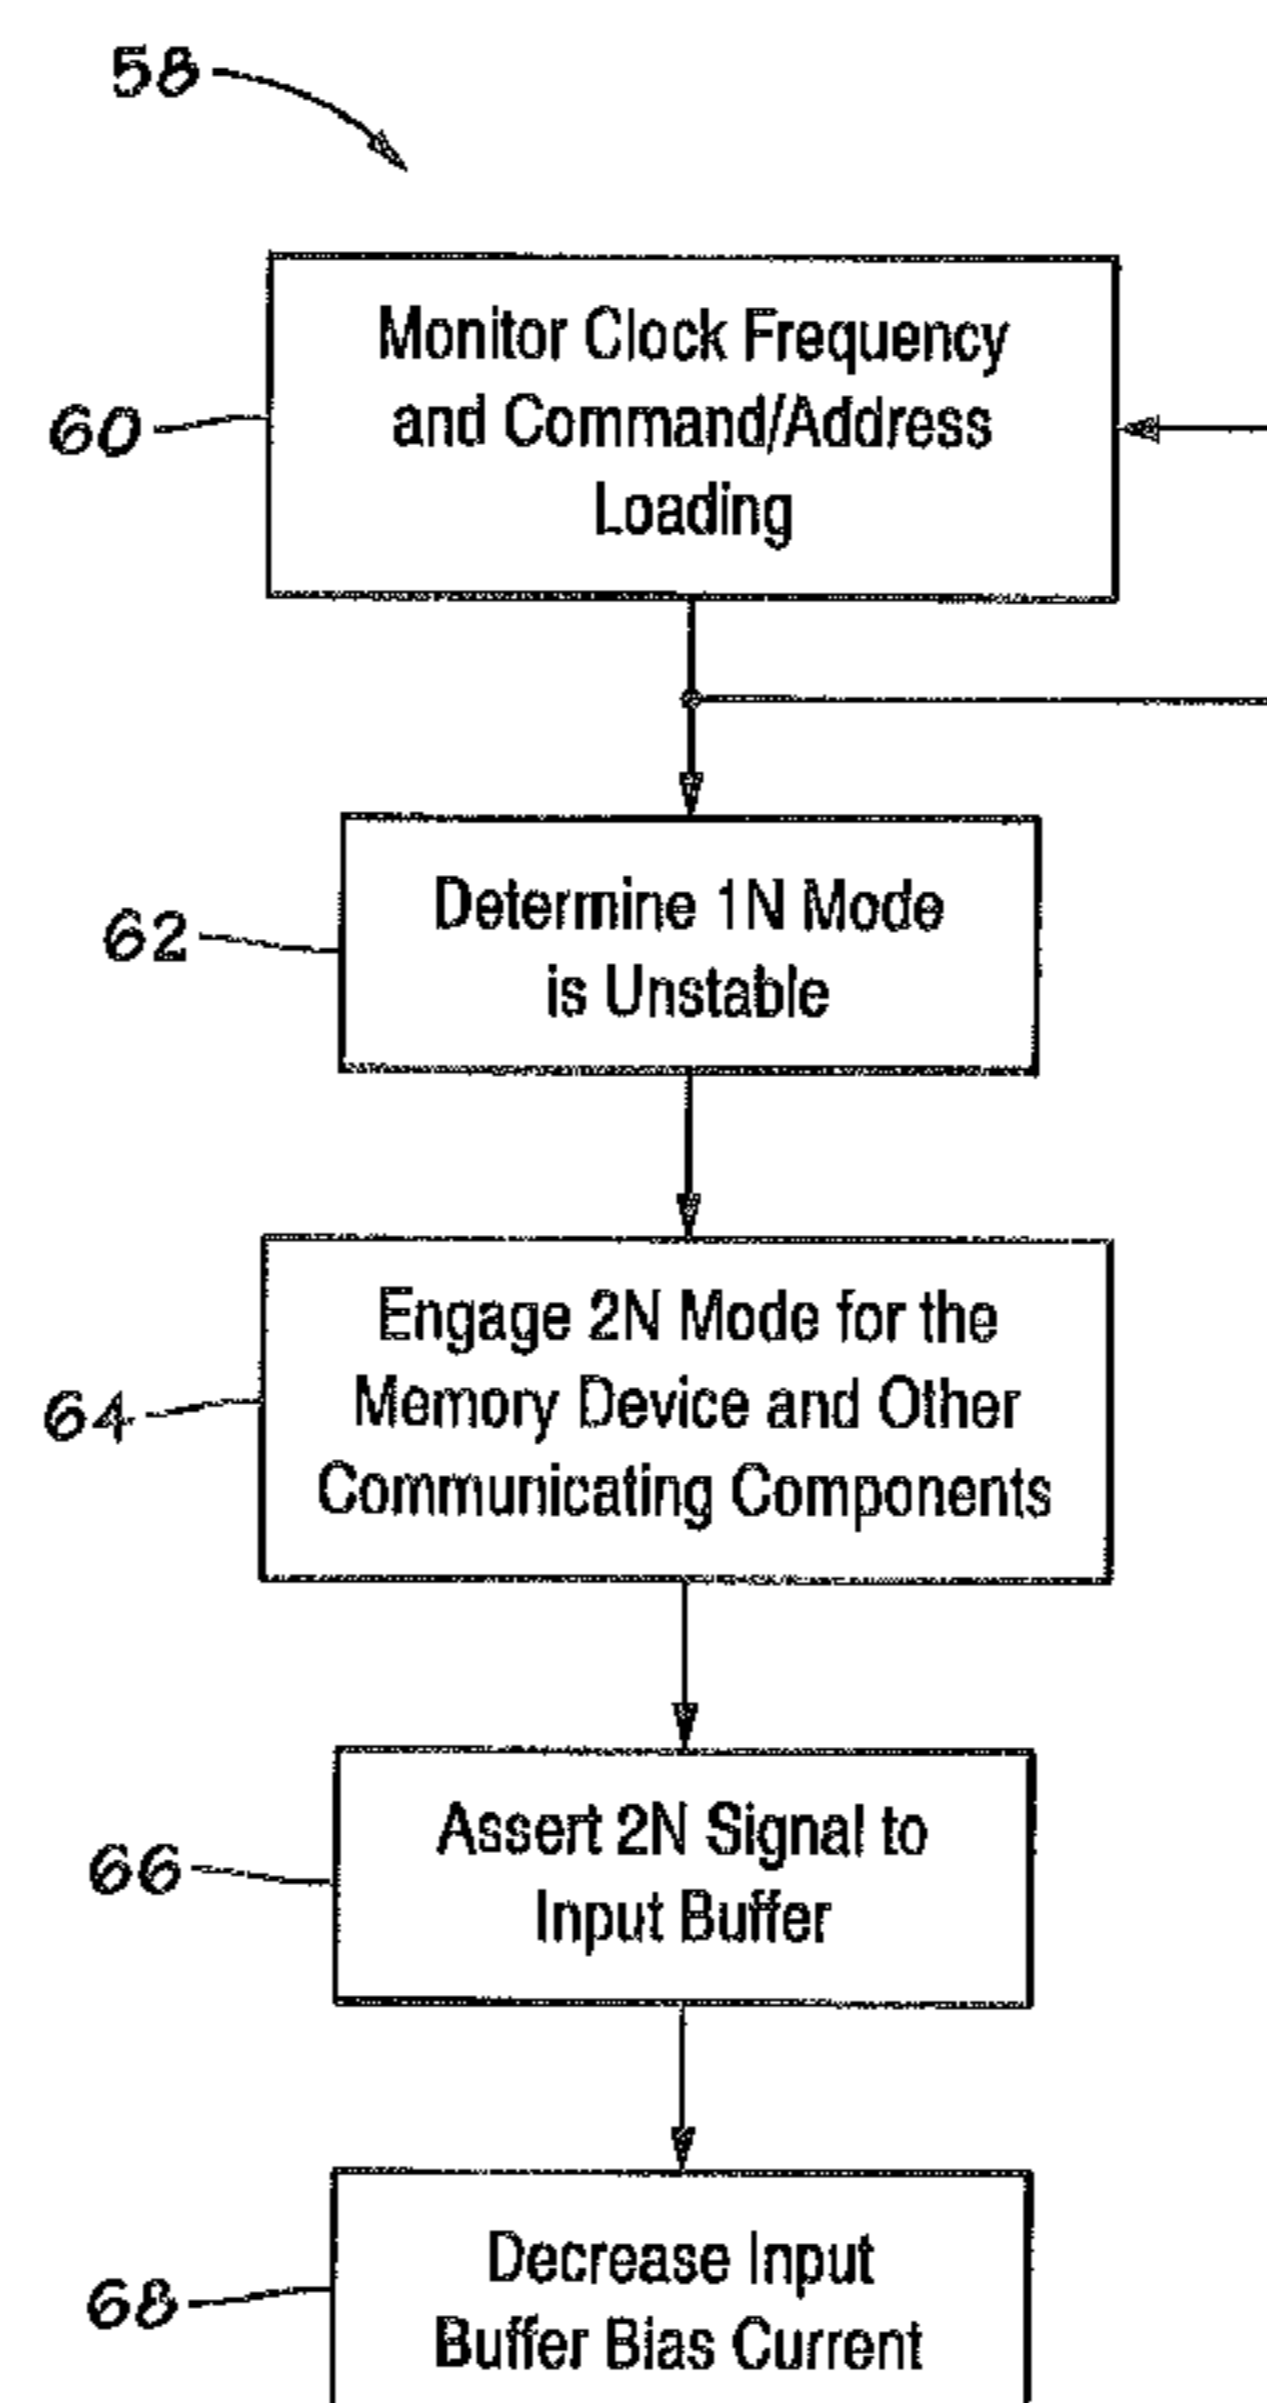 58
Monitor Clock Frequency
and Command/Address
Loading
60
Determine 1N Mode
is Unstable
62
Engage 2N Mode for the
Memory Device and Other
Communicating Components
64
Assert 2N Signal to
Input Buffer
66
Decrease Input
Buffer Bias Current
68